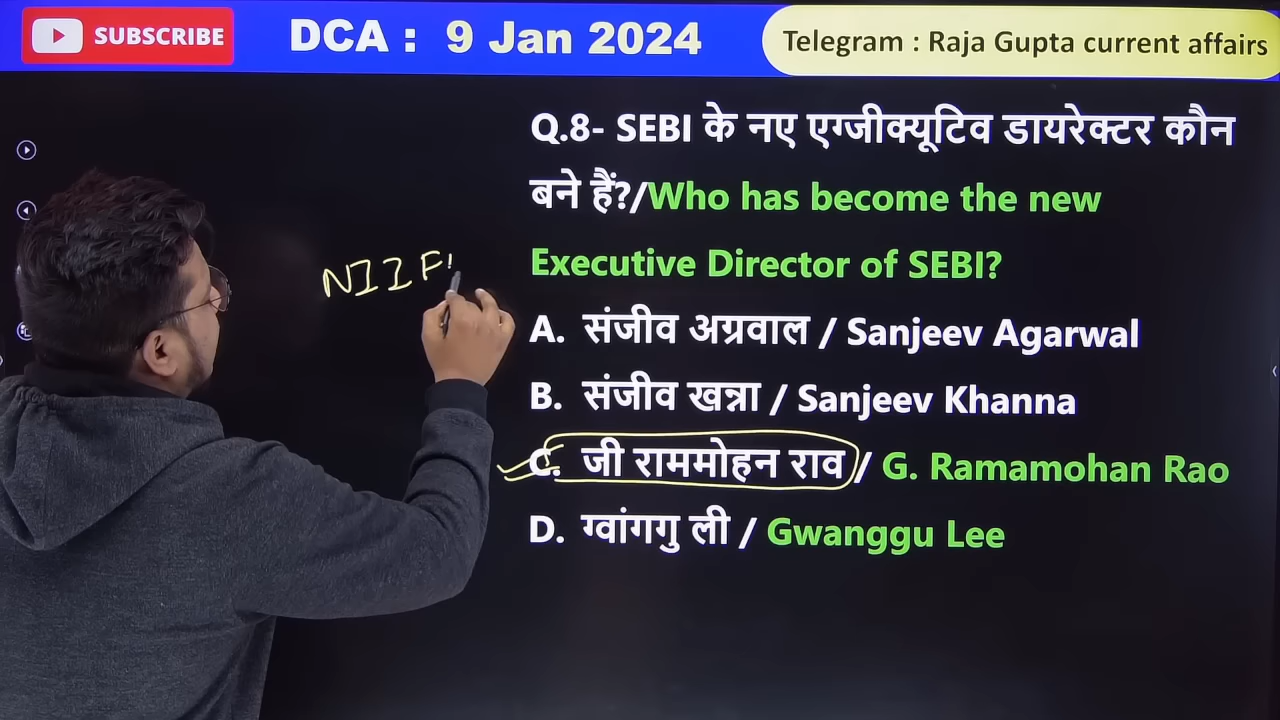 SUBSCRIBE
DCA : 9 Jan 2024
Telegram : Raja Gupta current affairs
Q.8- SEBI के नए एग्जीक्यूटिव डायरेक्टर कौन
बने हैं?/Who has become the new
Executive Director of SEBI?
A. संजीव अग्रवाल / Sanjeev Agarwal
B. संजीव खन्ना / Sanjeev Khanna
C. जी राममोहन राव / G. Ramamohan Rao
D. ग्वांगगु ली / Gwanggu Lee
NIIF